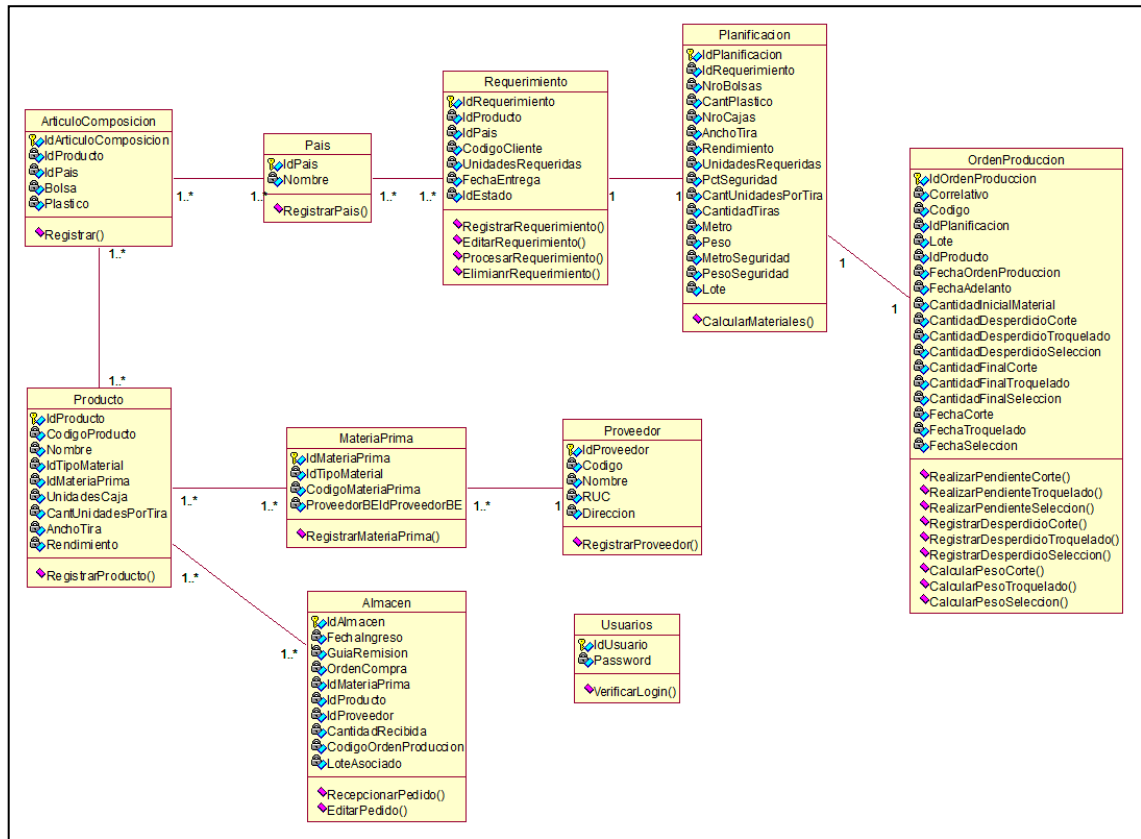 ArticuloComposicion
IdArticuloComposicion
IdProducto
IdPais
Bolsa
Plastico
Registrar()
1..*
1..*
Pais
IdPais
Nombre
RegistrarPais()
1..*
1..*
Requerimiento
IdRequerimiento
IdProducto
IdPais
CodigoCliente
UnidadesRequeridas
FechaEntrega
IdEstado
RegistrarRequerimiento()
EditarRequerimiento()
ProcesarRequerimiento()
ElimianrRequerimiento()
1..*
1
Planificacion
IdPlanificacion
IdRequerimiento
NroBolsas
CantPlastico
NroCajas
AnchoTira
Rendimiento
UnidadesRequeridas
PctSeguridad
CantUnidadesPorTira
CantidadTiras
Metro
Peso
MetroSeguridad
PesoSeguridad
Lote
CalcularMateriales()
1
1
OrdenProduccion
IdOrdenProduccion
Correlativo
Codigo
IdPlanificacion
Lote
IdProducto
FechaOrdenProduccion
FechaAdelanto
CantidadInicialMaterial
CantidadDesperdicioCorte
CantidadDesperdicioTroquelado
CantidadDesperdicioSeleccion
CantidadFinalCorte
CantidadFinalTroquelado
CantidadFinalSeleccion
FechaCorte
FechaTroquelado
FechaSeleccion
RealizarPendienteCorte()
RealizarPendienteTroquelado()
RealizarPendienteSeleccion()
RegistrarDesperdicioCorte()
RegistrarDesperdicioTroquelado()
RegistrarDesperdicioSeleccion()
CalcularPesoCorte()
CalcularPesoTroquelado()
CalcularPesoSeleccion()
1
1..*
Producto
IdProducto
CodigoProducto
Nombre
IdTipoMaterial
IdMateriaPrima
UnidadesCaja
CantUnidadesPorTira
AnchoTira
Rendimiento
RegistrarProducto()
1..*
1..*
MateriaPrima
IdMateriaPrima
IdTipoMaterial
CodigoMateriaPrima
ProveedorBEIdProveedorBE
RegistrarMateriaPrima()
1..*
1..*
Proveedor
IdProveedor
Codigo
Nombre
RUC
Direccion
RegistrarProveedor()
1
Almacen
IdAlmacen
FechaIngreso
GuiaRemision
OrdenCompra
IdMateriaPrima
IdProducto
IdProveedor
CantidadRecibida
CodigoOrdenProduccion
LoteAsociado
RecepcionarPedido()
EditarPedido()
1..*
Usuarios
IdUsuario
Password
VerificarLogin()